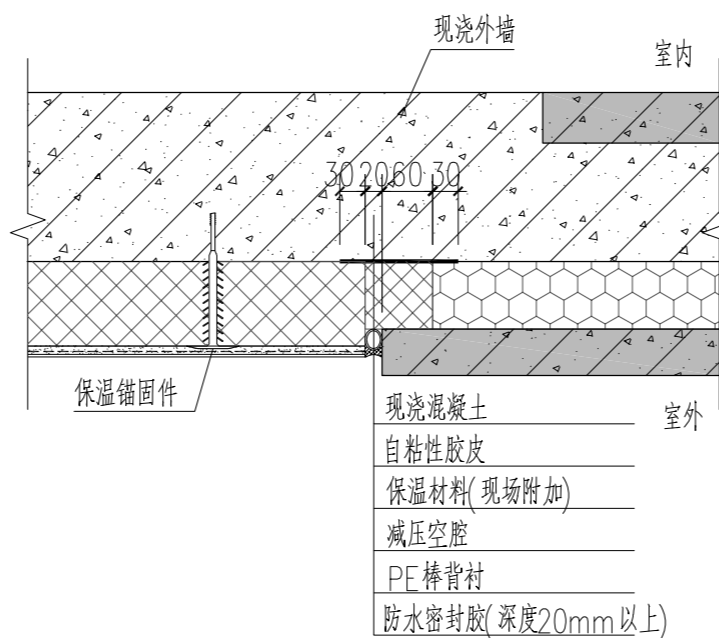 现浇外墙
室内
30 20 60 30
保温锚固件
现浇混凝土
室外
自粘性胶皮
保温材料(现场附加)
减压空腔
PE棒背衬
防水密封胶(深度20mm以上)